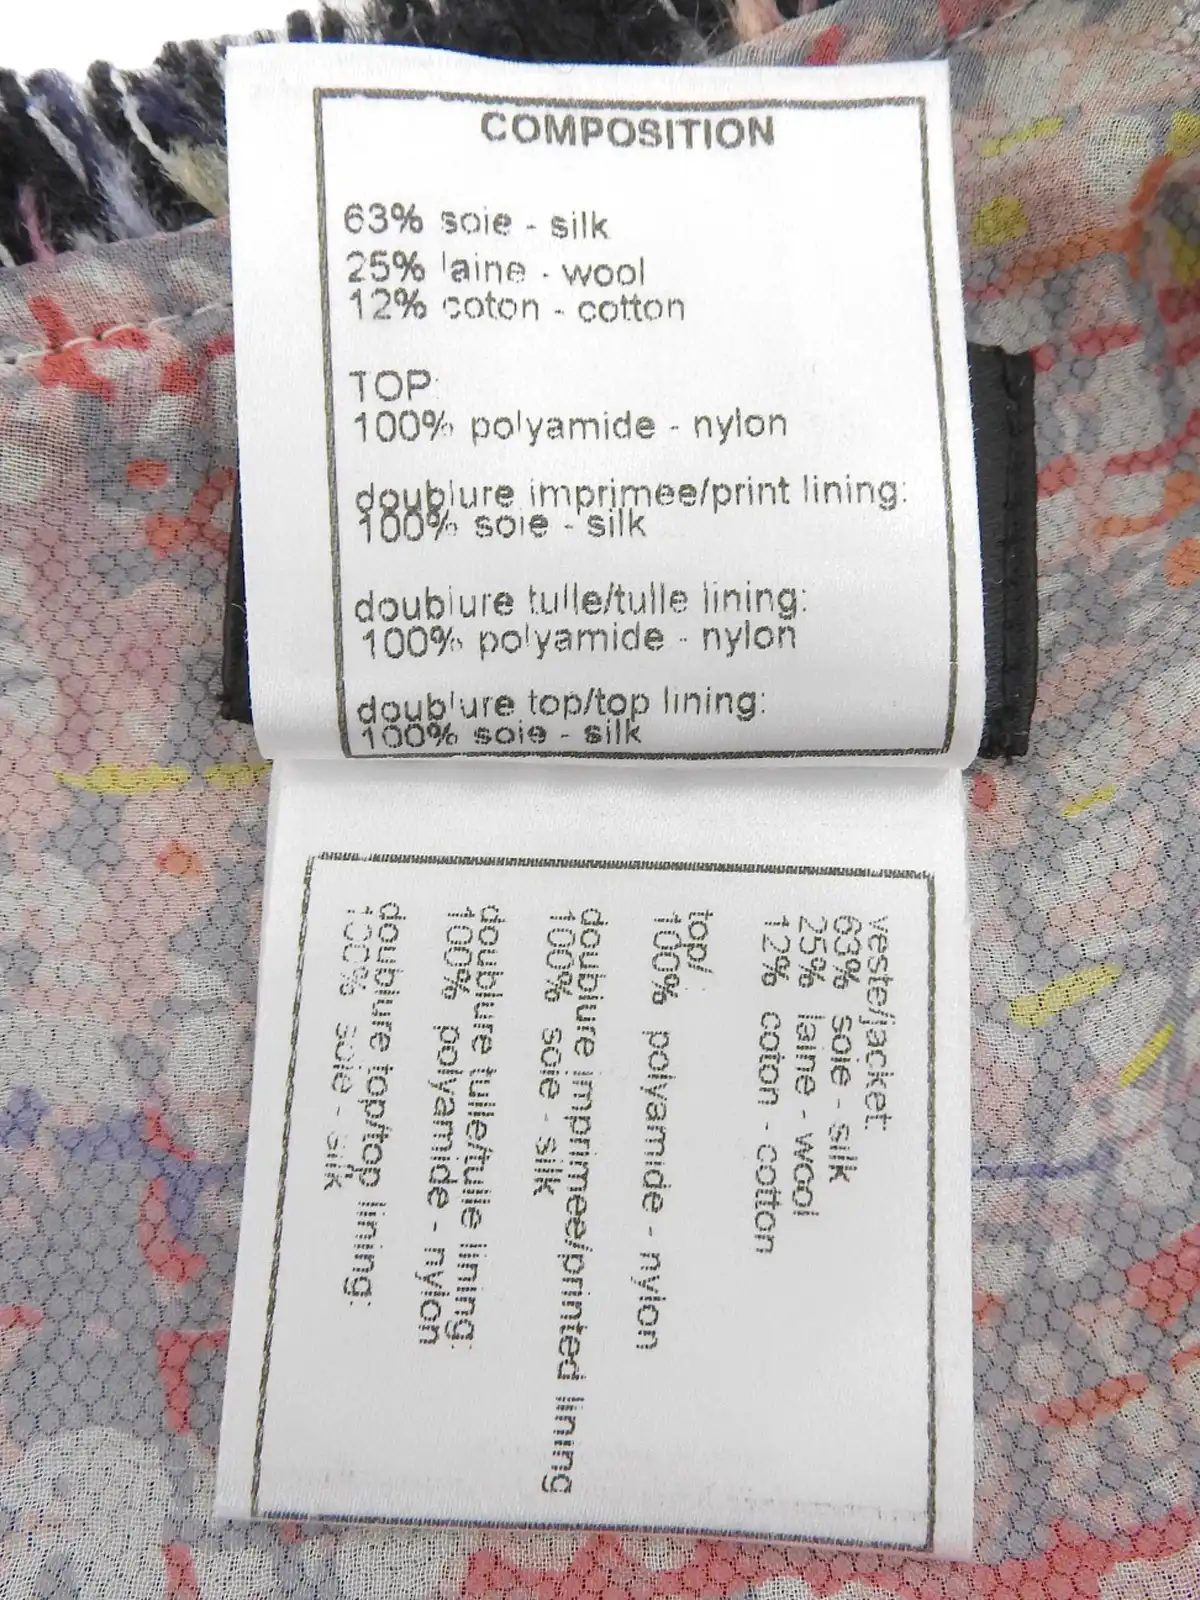 COMPOSITION
63% soie - silk
25% laine - wool
12% coton - cotton
TOP:
100% polyamide - nylon
doublure imprimee/print lining:
100% soie - silk
doublure tulle/tulle lining:
100% polyamide - nylon
doublure top/top lining:
100% soie - silk
veste/jacket:
63% soie - silk
25% laine - wool
12% coton - cotton
top/
100% polyamide - nylon
doublure imprimee/printed lining
100% soie - silk
doublure tulle/tulle lining:
100% polyamide - nylon
doublure top/top lining:
100% soie - silk